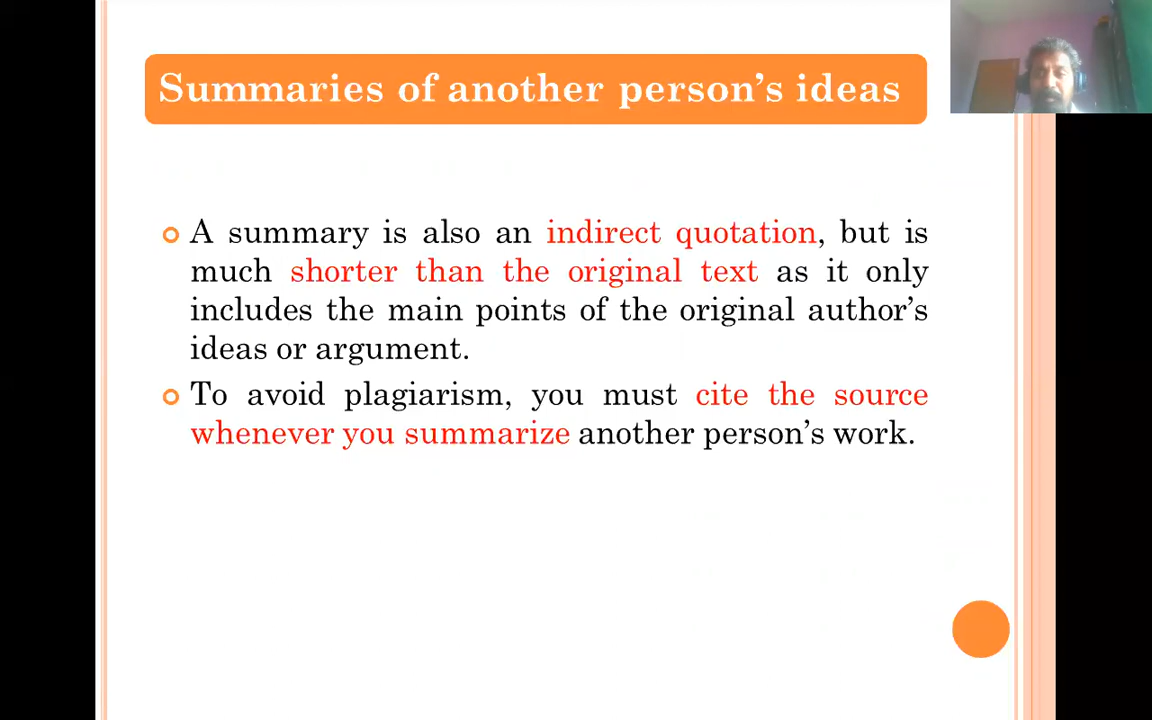 Summaries of another person’s ideas
A summary is also an indirect quotation, but is
much shorter than the original text as it only
includes the main points of the original author’s
ideas or argument.
To avoid plagiarism, you must cite the source
whenever you summarize another person’s work.